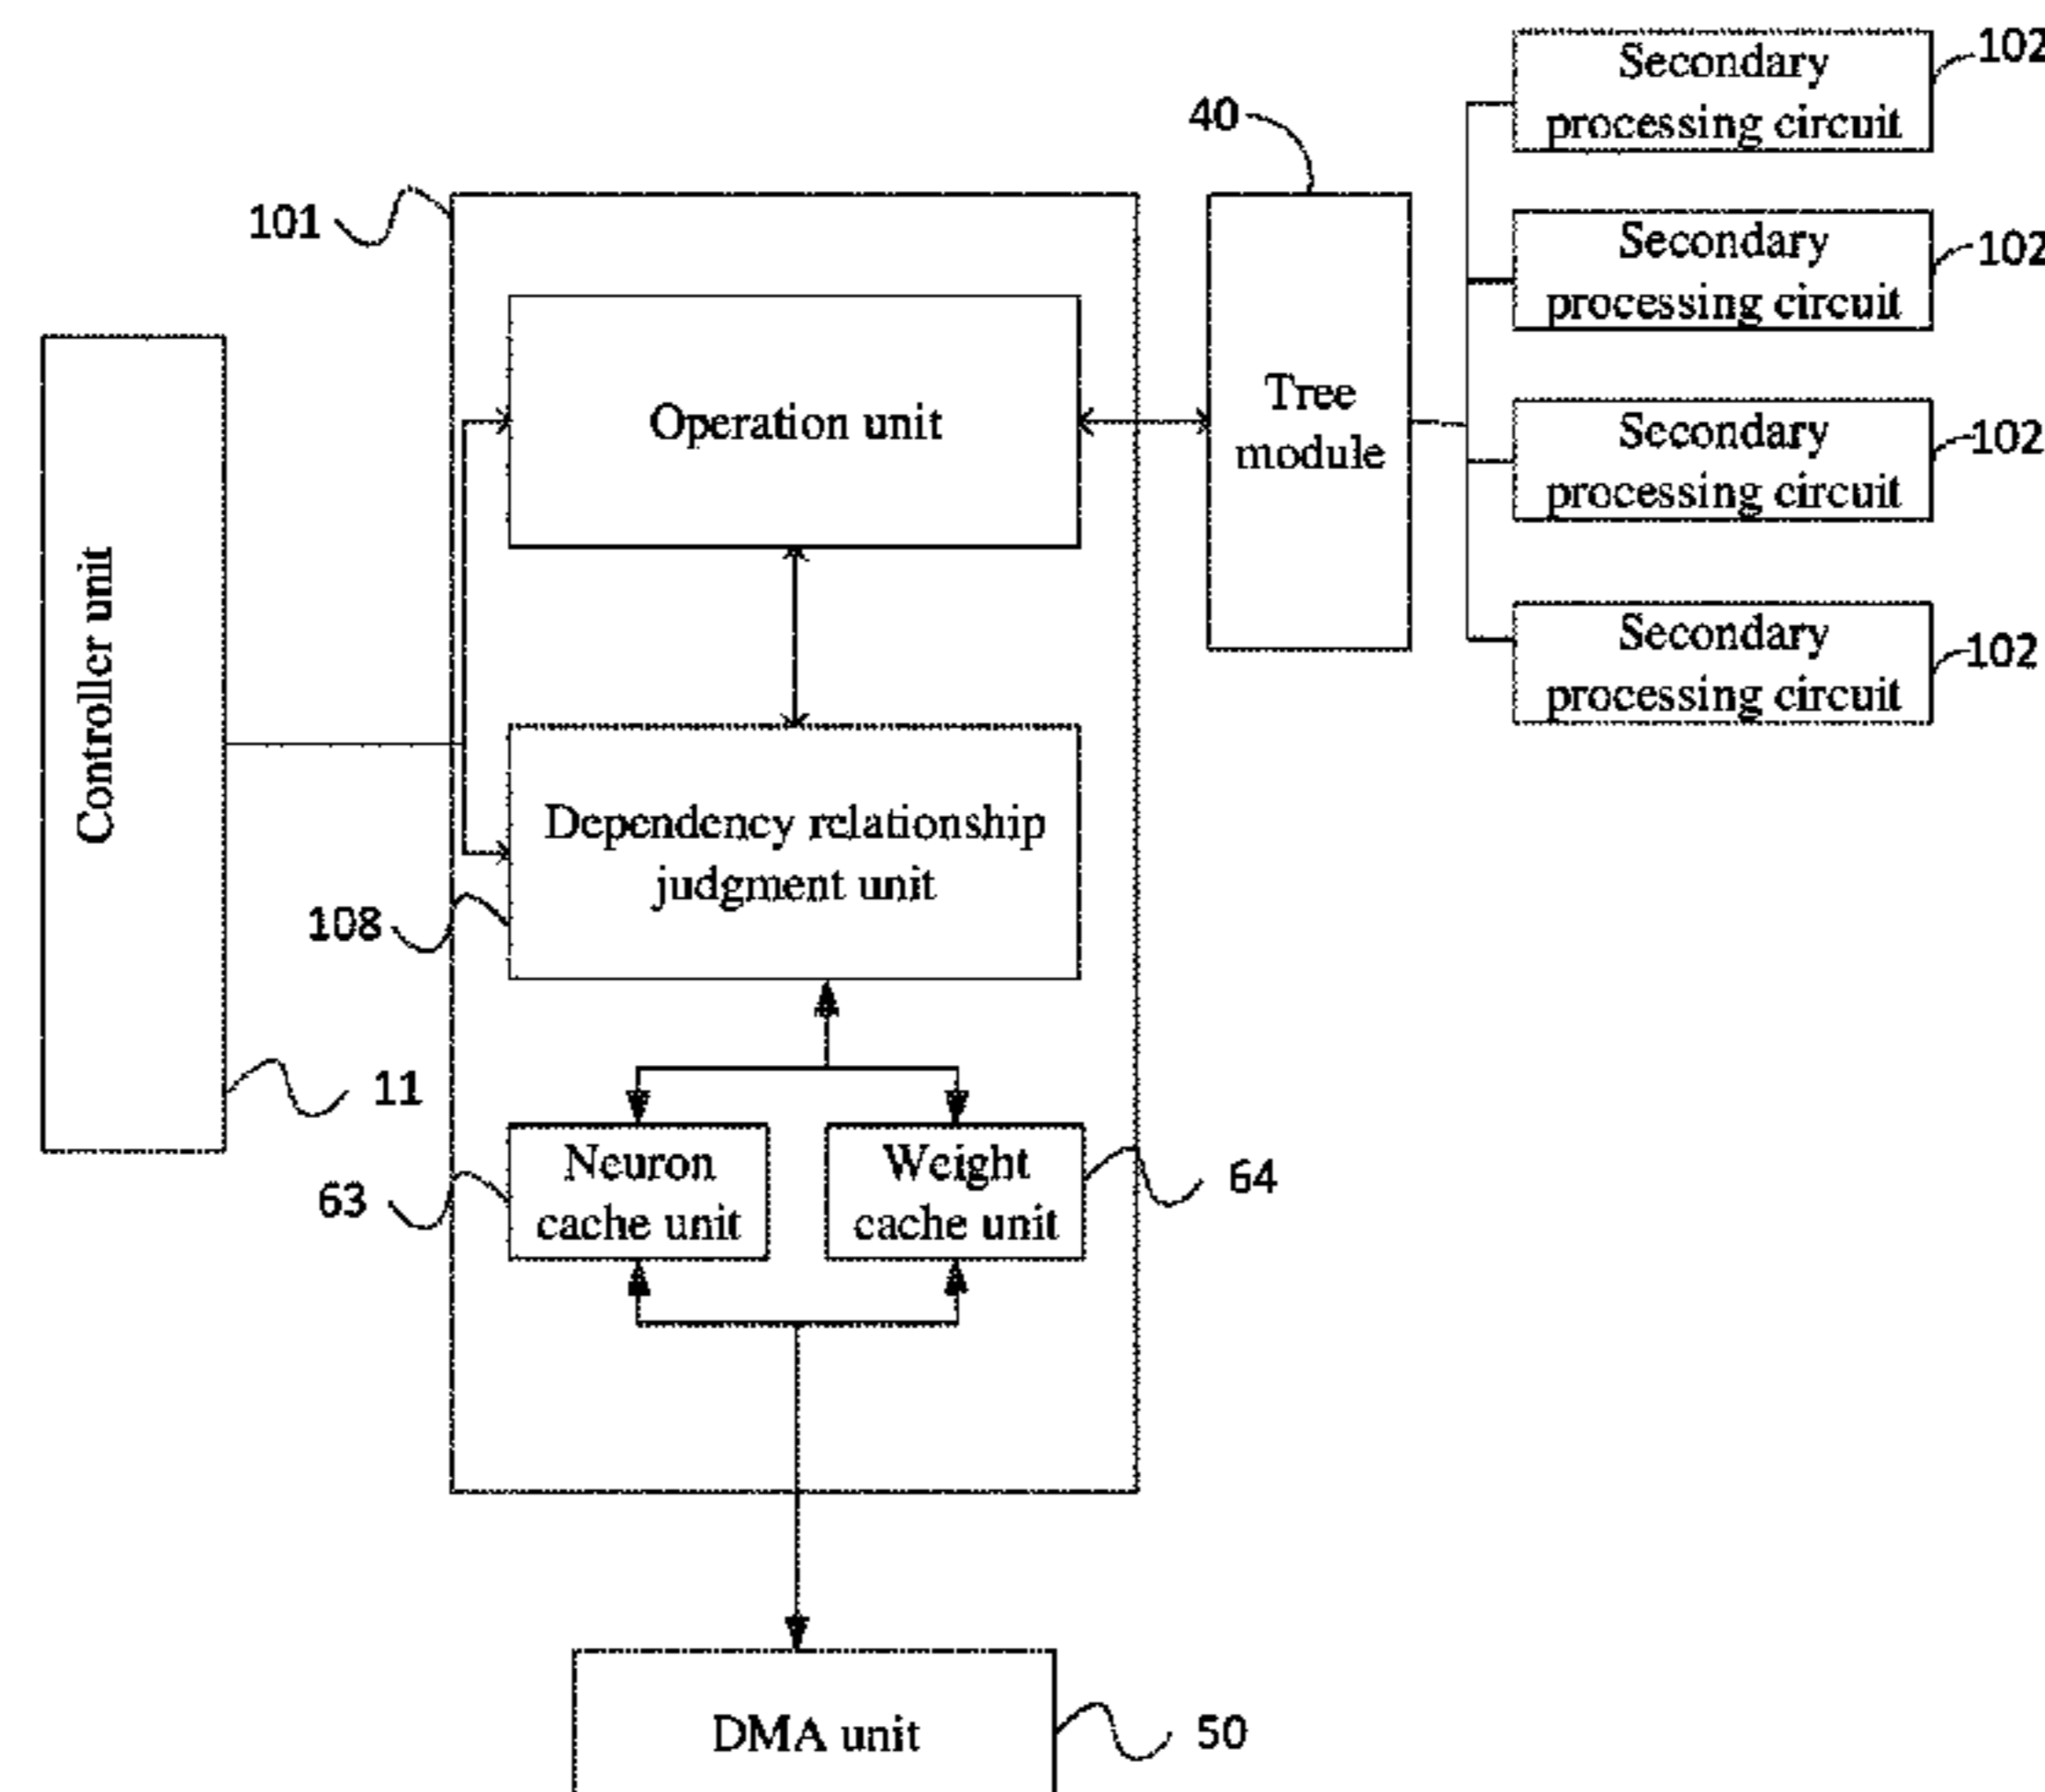 Secondary
processing circuit
102
40
Secondary
processing circuit
102
101
Tree
module
Operation unit
Secondary
processing circuit
102
Secondary
processing circuit
102
Controller unit
Dependency relationship
judgment unit
108
11
Neuron
cache unit
63
Weight
cache unit
64
DMA unit
50